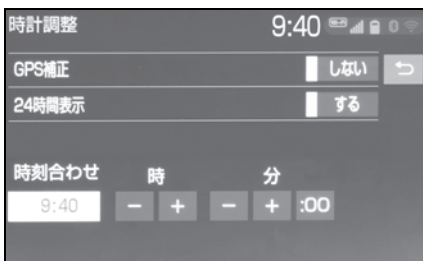 時計調整 9:40
GPS補正 しない
24時間表示 する
時刻合わせ 時 分
9:40 − + − + :00